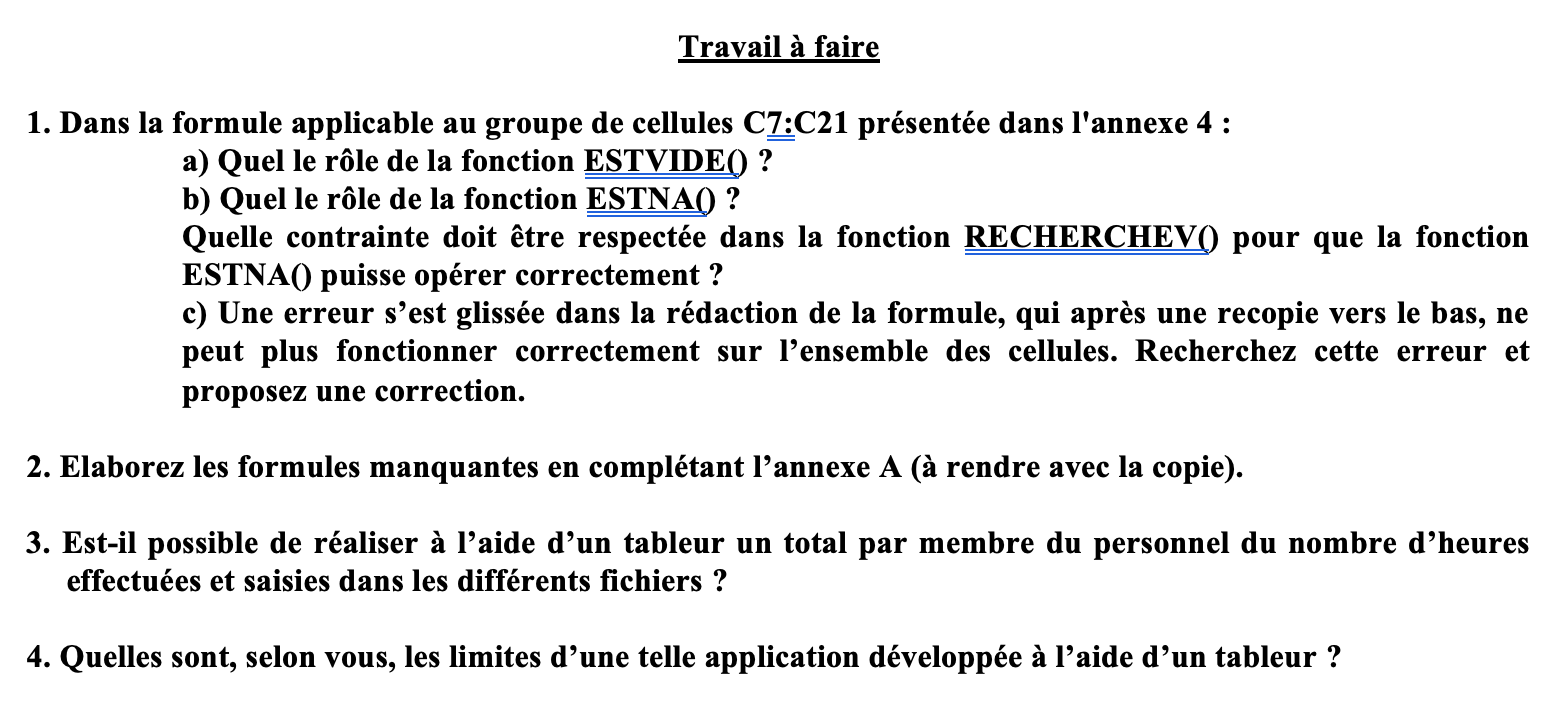 Travail à faire
1. Dans la formule applicable au groupe de cellules C7:C21 présentée dans l'annexe 4 :
a) Quel le rôle de la fonction ESTVIDE() ?
b) Quel le rôle de la fonction ESTNA() ?
Quelle contrainte doit être respectée dans la fonction RECHERCHEV() pour que la fonction
ESTNA() puisse opérer correctement ?
c) Une erreur s’est glissée dans la rédaction de la formule, qui après une recopie vers le bas, ne
peut plus fonctionner correctement sur l’ensemble des cellules. Recherchez cette erreur et
proposez une correction.
2. Elaborez les formules manquantes en complétant l’annexe A (à rendre avec la copie).
3. Est-il possible de réaliser à l’aide d’un tableur un total par membre du personnel du nombre d’heures
effectuées et saisies dans les différents fichiers ?
4. Quelles sont, selon vous, les limites d’une telle application développée à l’aide d’un tableur ?